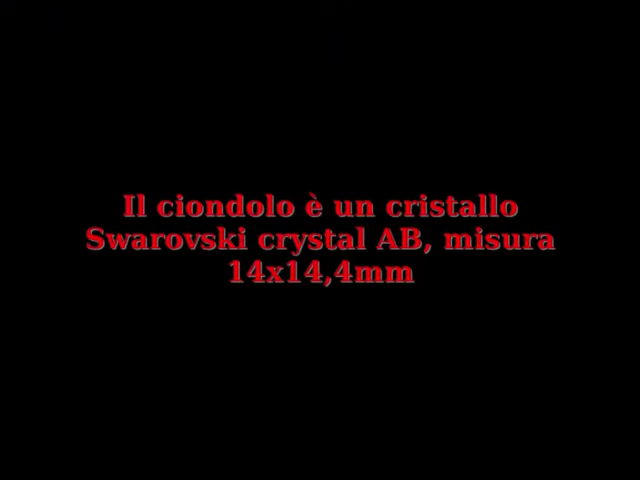 Il ciondolo è un cristallo
Swarovski crystal AB, misura
14x14,4mm